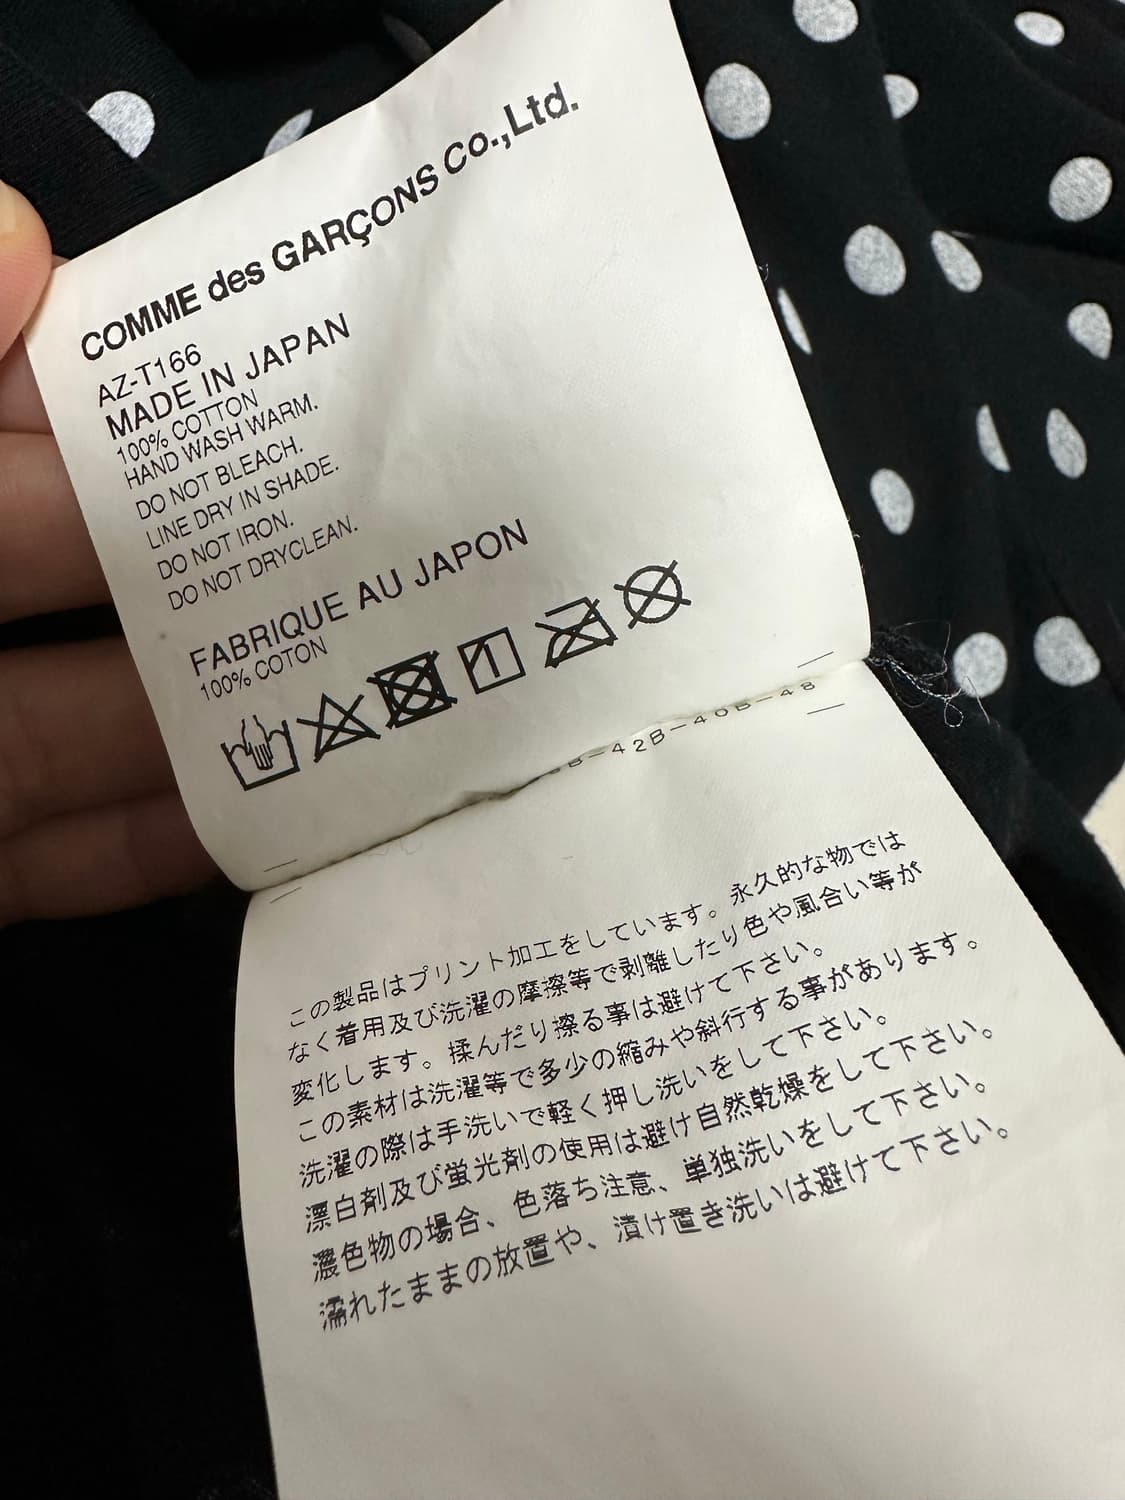 COMME des GARÇONS Co.,Ltd.
AZ-T166
MADE IN JAPAN
100% COTTON
HAND WASH WARM.
DO NOT BLEACH.
LINE DRY IN SHADE.
DO NOT IRON.
DO NOT DRYCLEAN.
FABRIQUE AU JAPON
100% COTON
B-42B-40B-48
この製品はプリント加工をしています。永久的な物では
なく着用及び洗濯の摩擦等で剥離したり色や風合い等が
変化します。揉んだり擦る事は避けて下さい。
この素材は洗濯等で多少の縮みや斜行する事があります。
洗濯の際は手洗いで軽く押し洗いをして下さい。
漂白剤及び蛍光剤の使用は避け自然乾燥をして下さい。
濃色物の場合、色落ち注意、単独洗いをして下さい。
濡れたままの放置や、漬け置き洗いは避けて下さい。